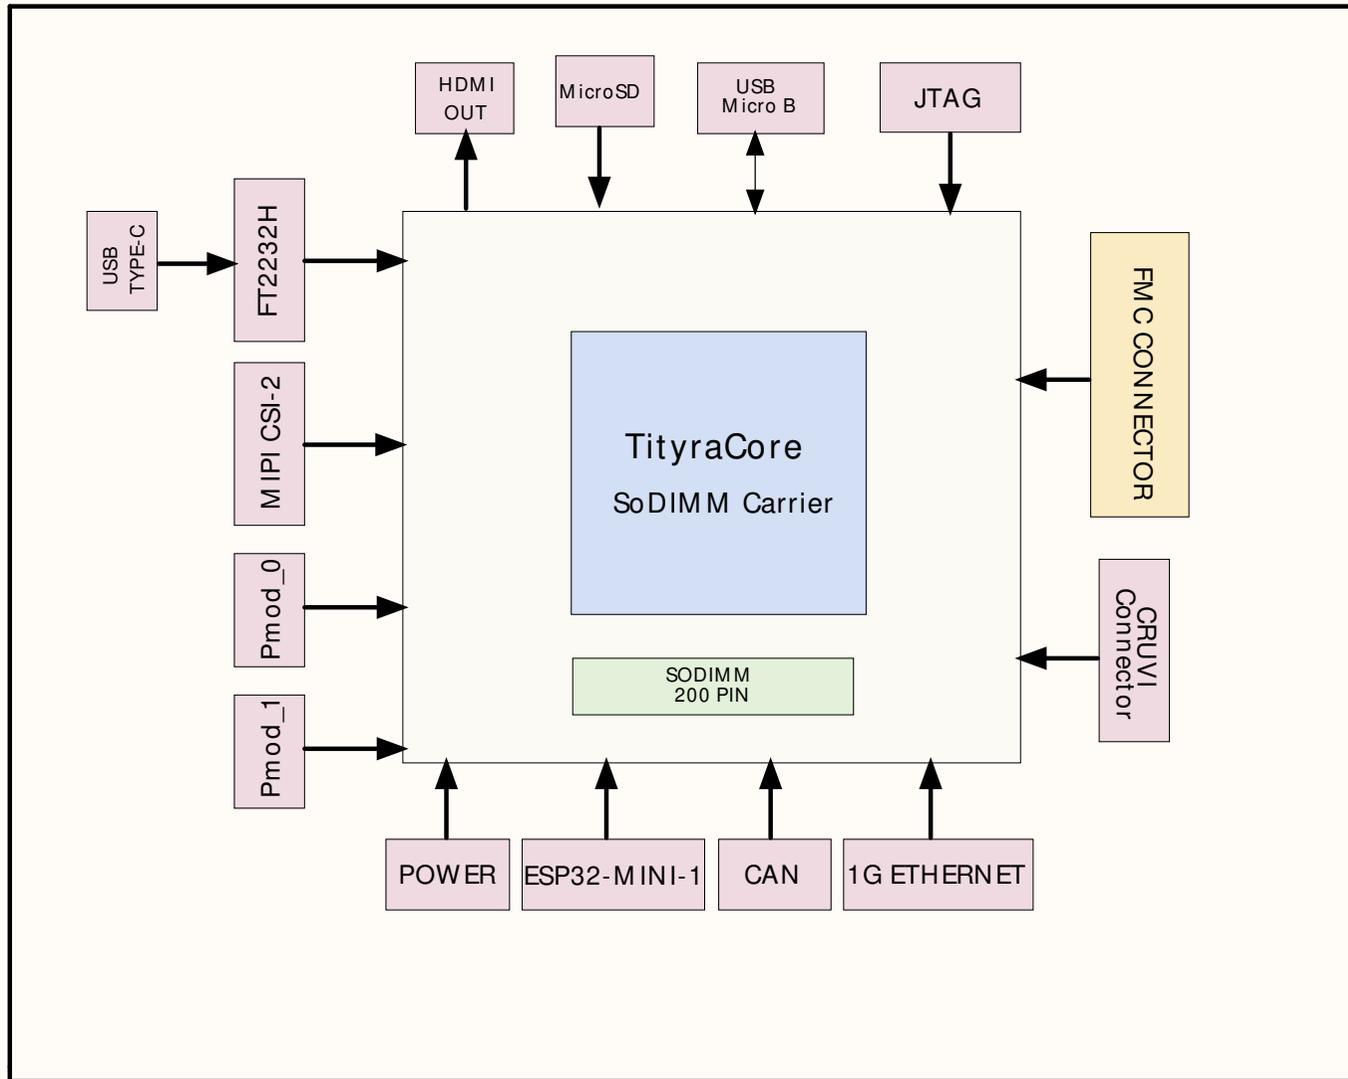 HDMI
OUT
MicroSD
USB
Micro B
JTAG
USB
TYPE-C
FT2232H
MIPI CSI-2
Pmod_0
Pmod_1
TityraCore
SoDIMM Carrier
SODIMM
200 PIN
FMC CONNECTOR
CRUVI
Connector
POWER
ESP32-MINI-1
CAN
1G ETHERNET